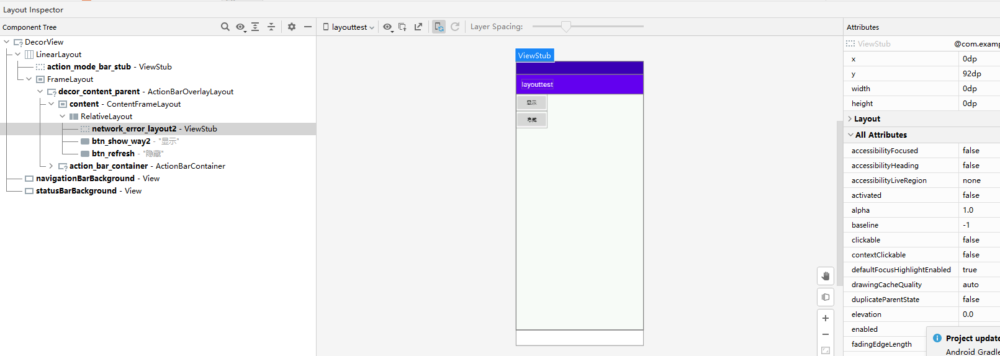 Layout Inspector
Component Tree
layouttest
Layer Spacing:
Attributes
DecorView
LinearLayout
action_mode_bar_stub - ViewStub
FrameLayout
decor_content_parent - ActionBarOverlayLayout
content - ContentFrameLayout
RelativeLayout
network_error_layout2 - ViewStub
btn_show_way2 - "显示"
btn_refresh - "隐藏"
action_bar_container - ActionBarContainer
navigationBarBackground - View
statusBarBackground - View
ViewStub
layouttest
显示
隐藏
ViewStub @com.examp
x 0dp
y 92dp
width 0dp
height 0dp
Layout
All Attributes
accessibilityFocused false
accessibilityHeading false
accessibilityLiveRegion none
activated false
alpha 1.0
baseline -1
clickable false
contextClickable false
defaultFocusHighlightEnabled true
drawingCacheQuality auto
duplicateParentState false
elevation 0.0
enabled
fadingEdgeLength
Project update
Android Gradle